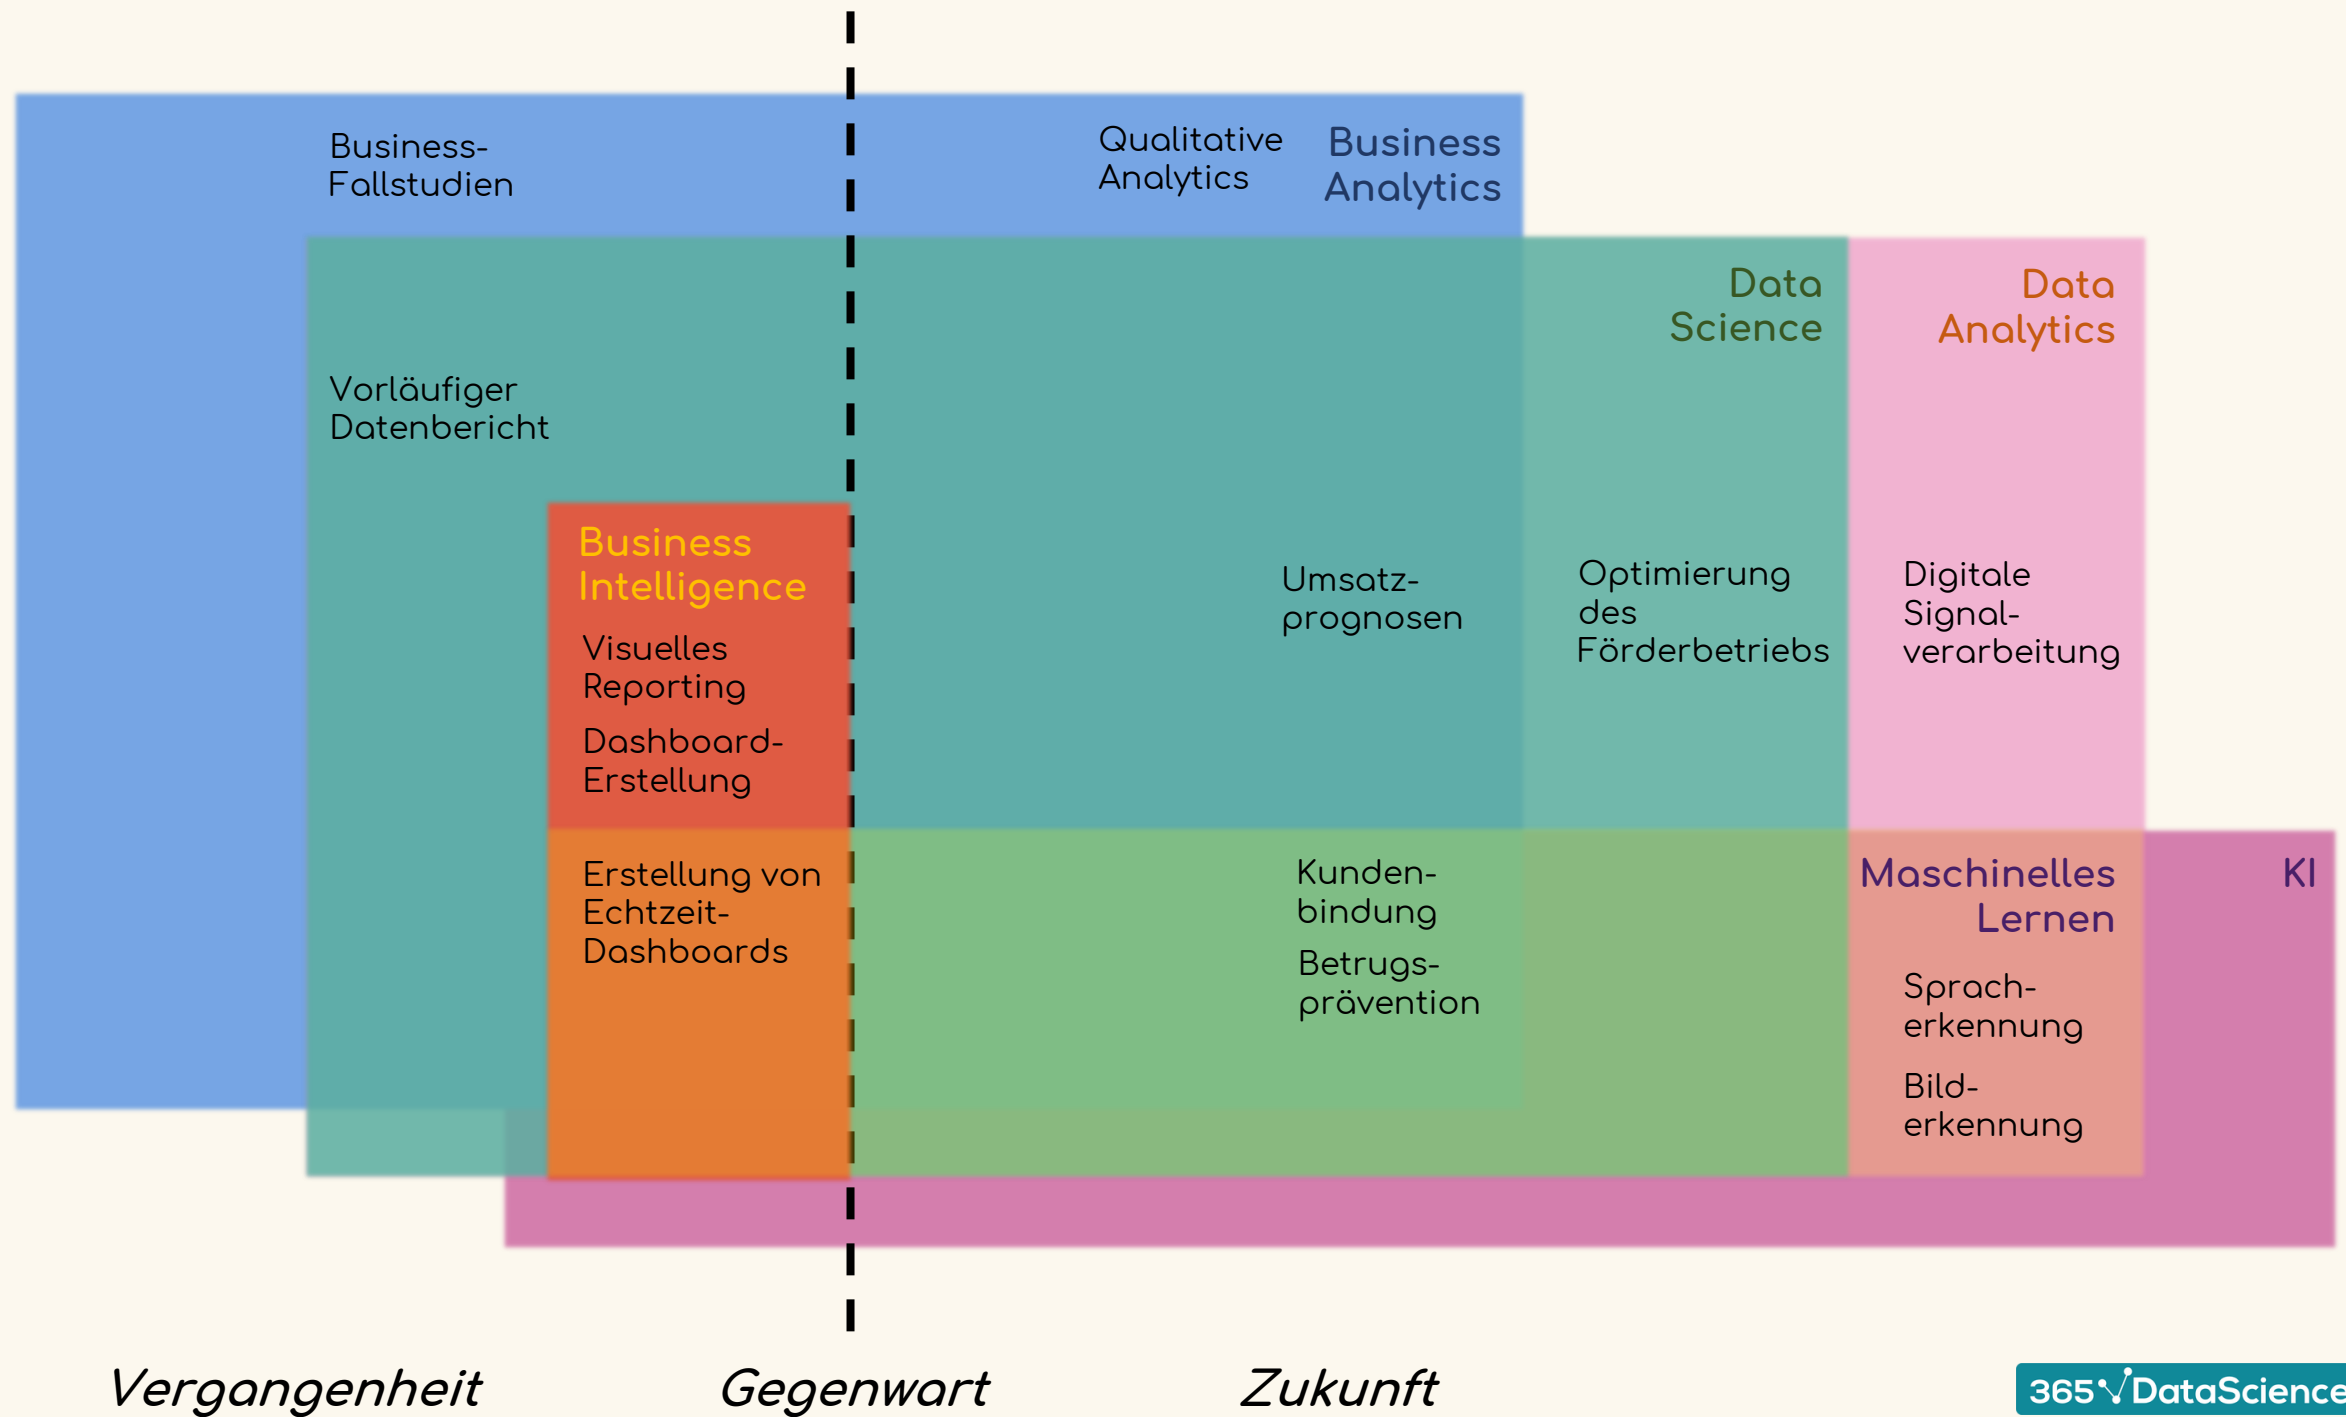 Business-
Fallstudien
Qualitative
Analytics
Business
Analytics
Data
Science
Data
Analytics
Vorläufiger
Datenbericht
Business
Intelligence
Visuelles
Reporting
Dashboard-
Erstellung
Umsatz-
prognosen
Optimierung
des
Förderbetriebs
Digitale
Signal-
verarbeitung
Erstellung von
Echtzeit-
Dashboards
Kunden-
bindung
Betrugs-
prävention
Maschinelles
Lernen
Sprach-
erkennung
Bild-
erkennung
KI
Vergangenheit
Gegenwart
Zukunft
365 DataScience